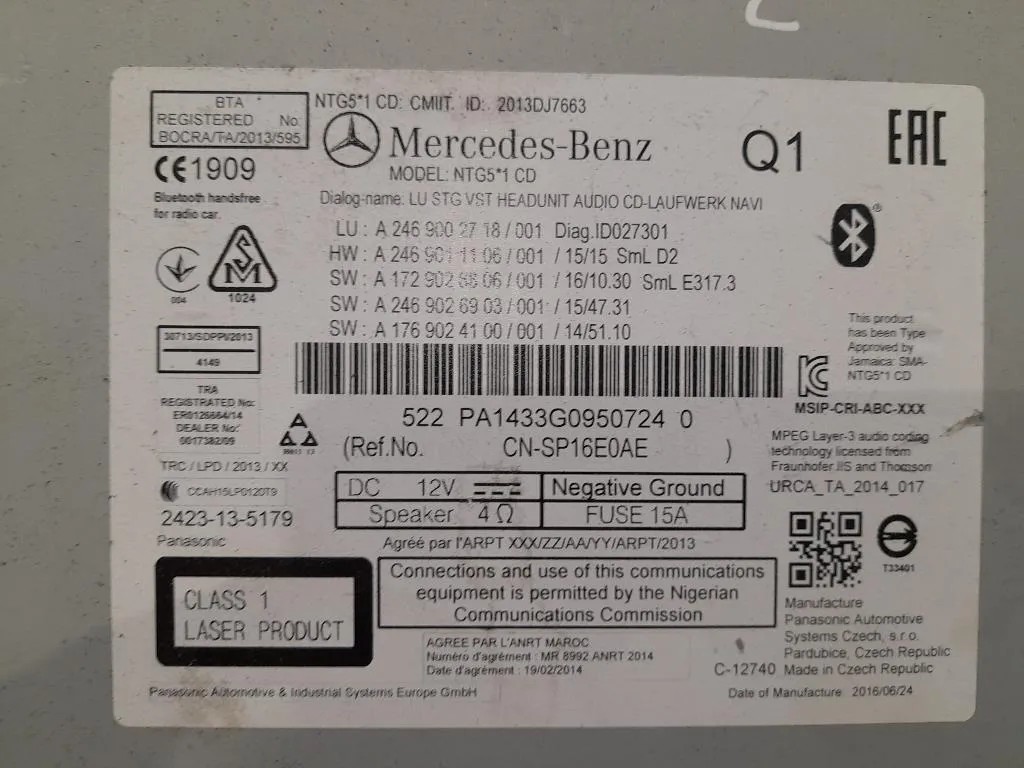 BTA
REGISTERED No:
BOCRA/TA/2013/595
NTG5*1 CD: CMIIT. ID: 2013DJ7663
Mercedes-Benz
MODEL: NTG5*1 CD
Q1
EAC
CE1909
Bluetooth handsfree
for radio car.
Dialog-name: LU STG VST HEADUNIT AUDIO CD-LAUFWERK NAVI
LU : A 246 900 27 18 / 001 Diag.ID027301
HW : A 246 901 11 06 / 001 / 15/15 SmL D2
SW : A 172 902 88 06 / 001 / 16/10.30 SmL E317.3
SW : A 246 902 69 03 / 001 / 15/47.31
SW : A 176 902 41 00 / 001 / 14/51.10
004
SM
1024
30713/SDPPI/2013
4149
TRA
REGISTRATED No:
ER0126664/14
DEALER No:
0017382/09
TRC / LPD / 2013 / XX
CCAH15LP0120T9
2423-13-5179
Panasonic
522 PA1433G0950724 0
(Ref.No. CN-SP16E0AE )
This product
has been Type
Approved by
Jamaica: SMA-
NTG5*1 CD
MSIP-CRI-ABC-XXX
MPEG Layer-3 audio coding
technology licensed from
Fraunhofer IIS and Thomson
URCA_TA_2014_017
DC 12V Negative Ground
Speaker 4 Ω FUSE 15A
Agréé par l'ARPT XXX/ZZ/AA/YY/ARPT/2013
T33401
CLASS 1
LASER PRODUCT
Connections and use of this communications
equipment is permitted by the Nigerian
Communications Commission
AGREE PAR L'ANRT MAROC
Numéro d'agrément : MR 8992 ANRT 2014
Date d'agrément : 19/02/2014
Manufacture
Panasonic Automotive
Systems Czech, s.r.o.
Pardubice, Czech Republic
C-12740 Made in Czech Republic
Panasonic Automotive & Industrial Systems Europe GmbH
Date of Manufacture 2016/06/24